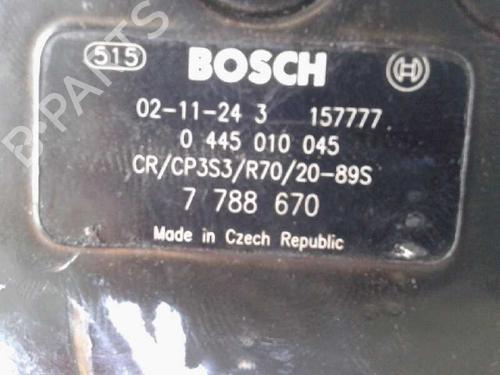 515 BOSCH
02-11-24 3 157777
0 445 010 045
CR/CP3S3/R70/20-89S
7 788 670
Made in Czech Republic
B-PARTS